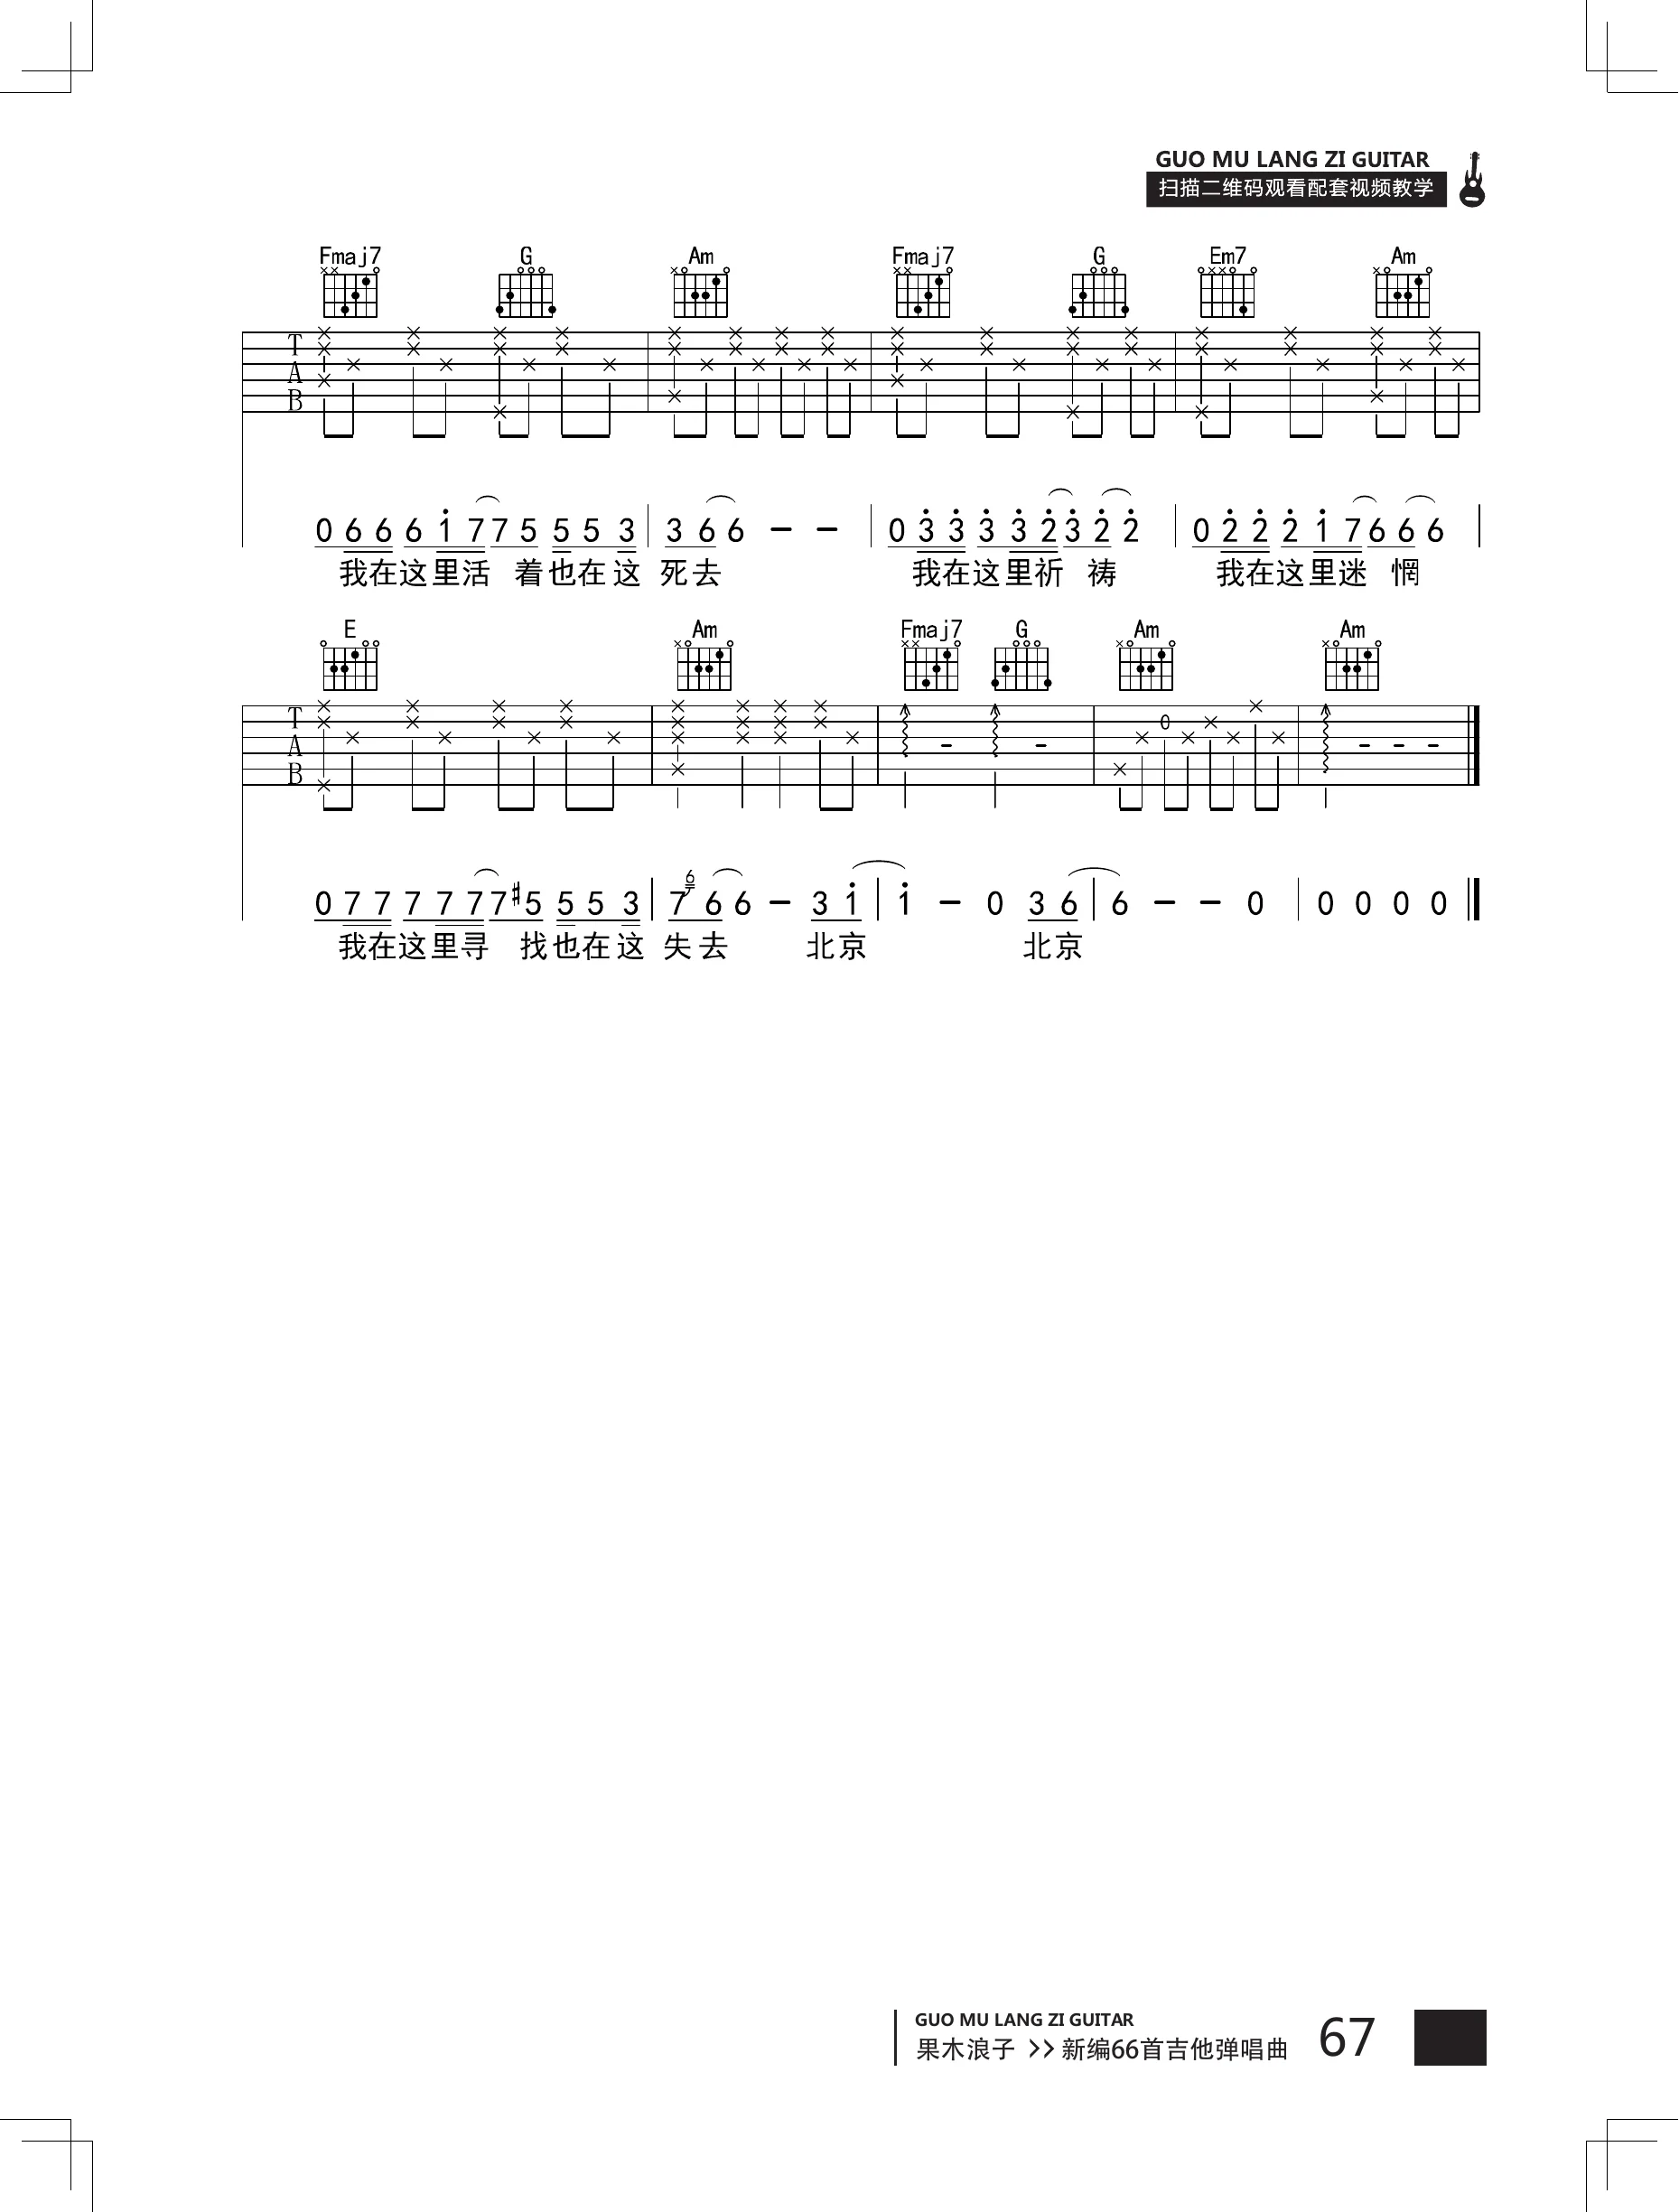 GUO MU LANG ZI GUITAR
扫描二维码观看配套视频教学
Fmaj7 G Am Fmaj7 G Em7 Am
T
A
B
0 6 6 6 1 7 7 5 5 5 3 3 6 6 - - 0 3 3 3 3 2 3 2 2 0 2 2 2 1 7 6 6 6
我在这里活 着也在这 死去 我在这里祈 祷 我在这里迷 惘
E Am Fmaj7 G Am Am
T
A
B
0
0 7 7 7 7 7 7 #5 5 5 3 7 6 6 6 - 3 1 1 - 0 3 6 6 - - 0 0 0 0 0
我在这里寻 找也在这 失去 北京 北京
GUO MU LANG ZI GUITAR
果木浪子 >> 新编66首吉他弹唱曲 67